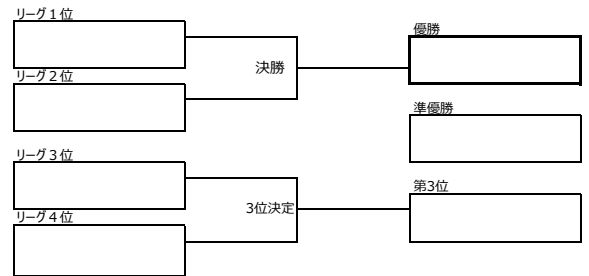 リーグ１位
優勝
決勝
リーグ２位
準優勝
リーグ３位
第3位
3位決定
リーグ４位